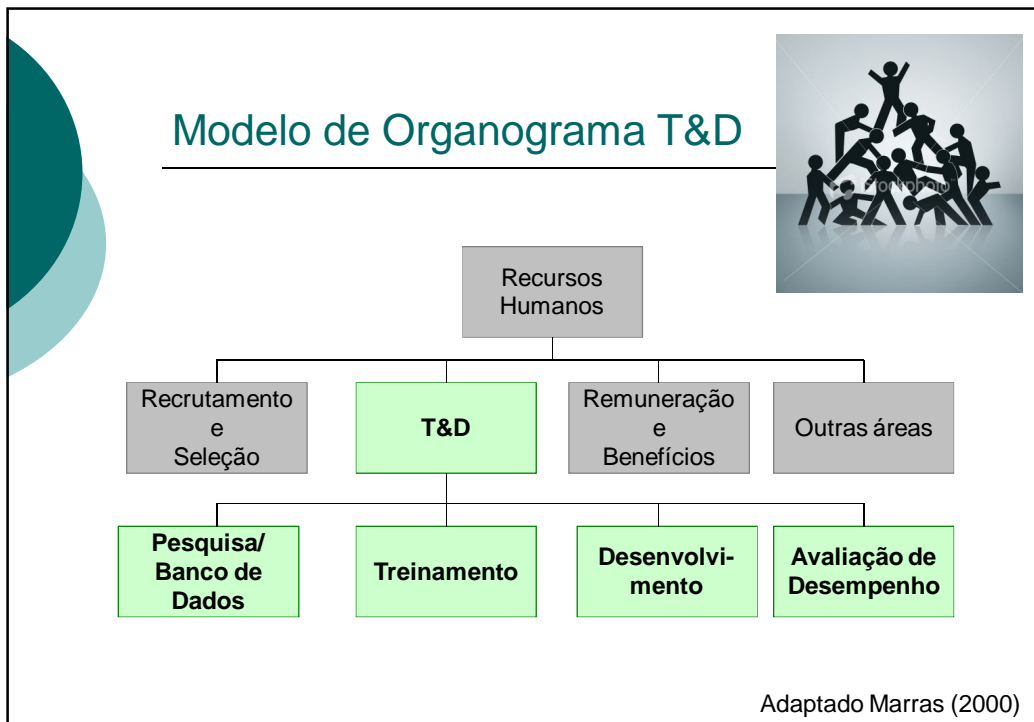 Modelo de Organograma T&D
Recursos
Humanos
Recrutamento
e
Seleção
T&D
Remuneração
e
Benefícios
Outras áreas
Pesquisa/
Banco de
Dados
Treinamento
Desenvolvi-
mento
Avaliação de
Desempenho
Adaptado Marras (2000)